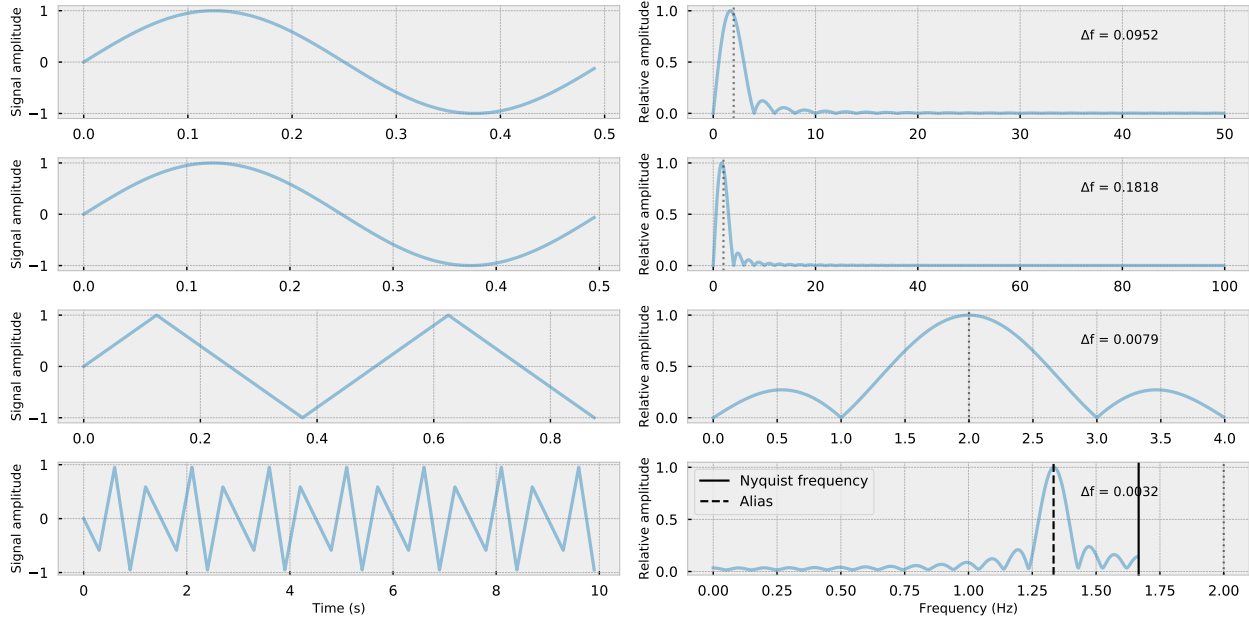 Signal amplitude
1
0
−1
0.0 0.1 0.2 0.3 0.4 0.5
Relative amplitude
1.0
0.5
0.0
Δf = 0.0952
0 10 20 30 40 50
Signal amplitude
1
0
−1
0.0 0.1 0.2 0.3 0.4 0.5
Relative amplitude
1.0
0.5
0.0
Δf = 0.1818
0 20 40 60 80 100
Signal amplitude
1
0
−1
0.0 0.2 0.4 0.6 0.8
Relative amplitude
1.0
0.5
0.0
Δf = 0.0079
0.0 0.5 1.0 1.5 2.0 2.5 3.0 3.5 4.0
Signal amplitude
1
0
−1
0 2 4 6 8 10
Time (s)
Relative amplitude
1.0
0.5
0.0
Nyquist frequency
Alias
Δf = 0.0032
0.00 0.25 0.50 0.75 1.00 1.25 1.50 1.75 2.00
Frequency (Hz)